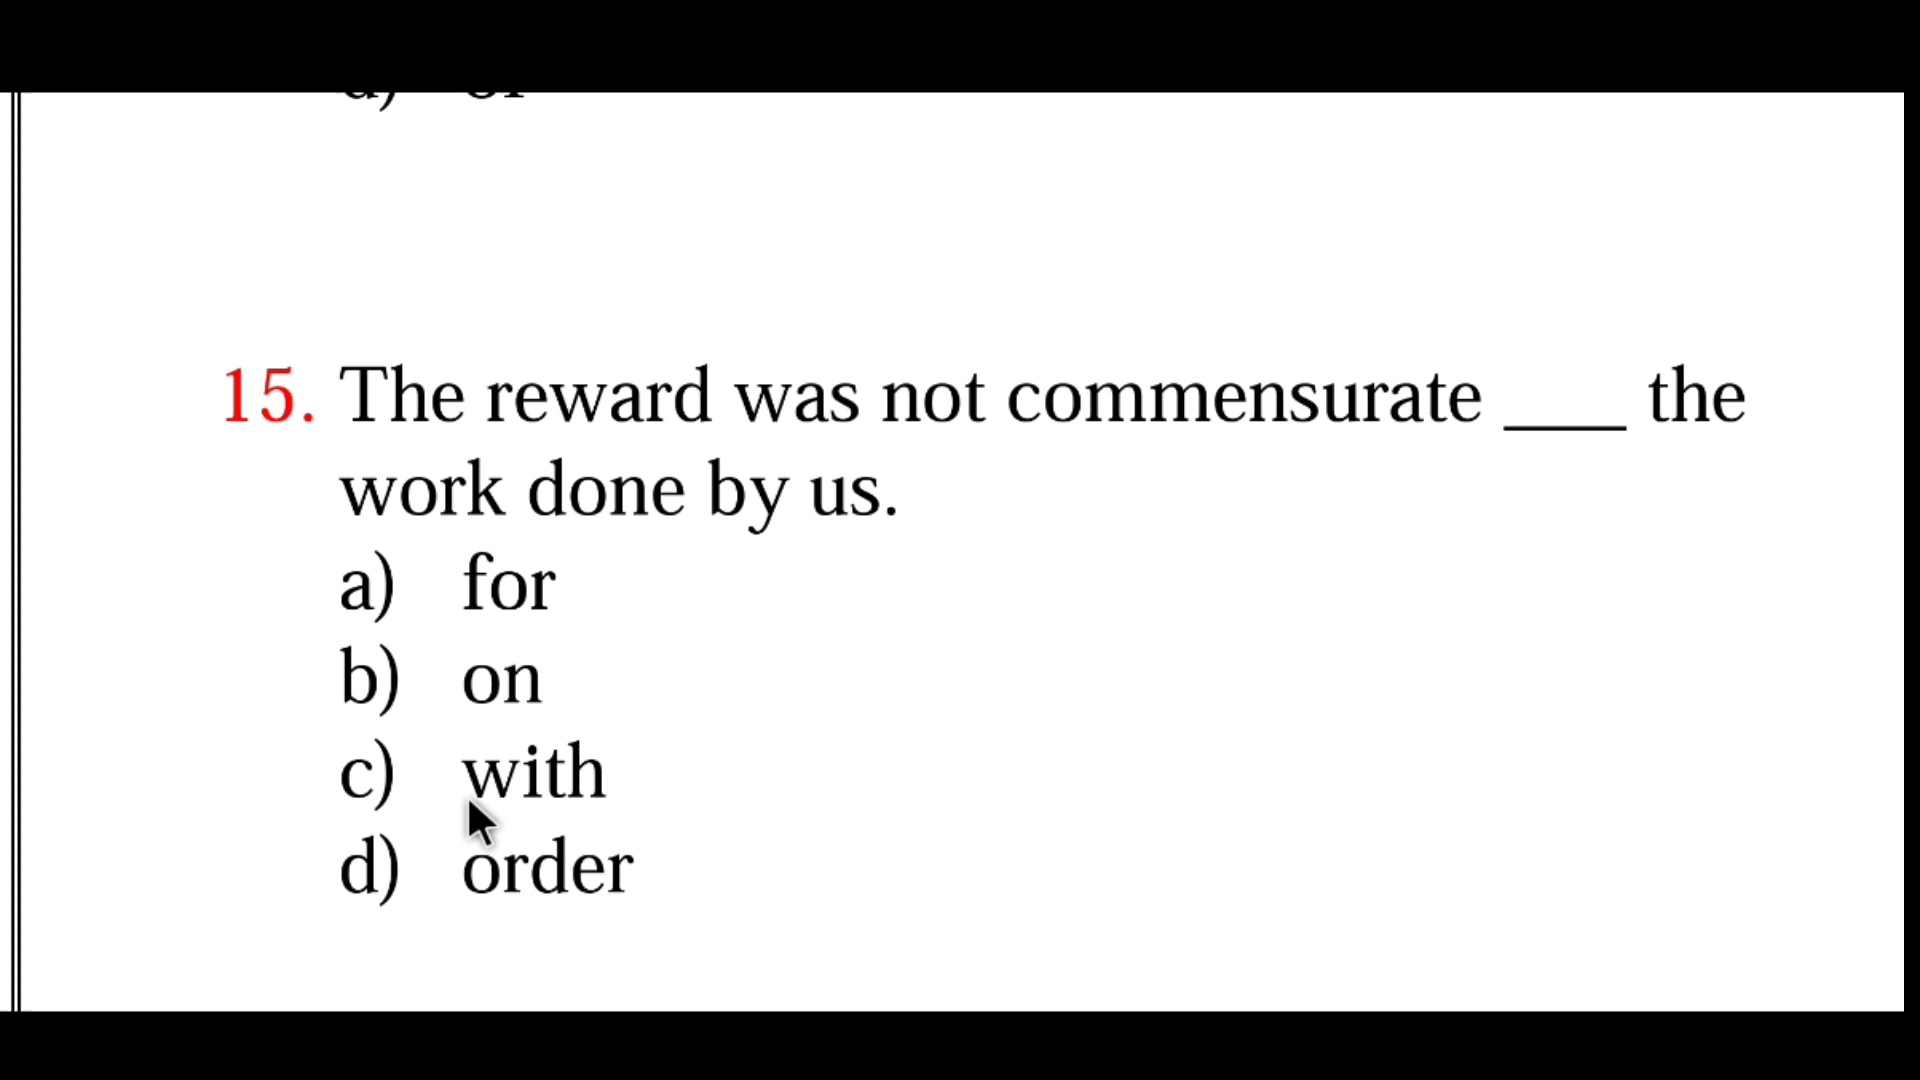 15. The reward was not commensurate ____ the
work done by us.
a) for
b) on
c) with
d) order